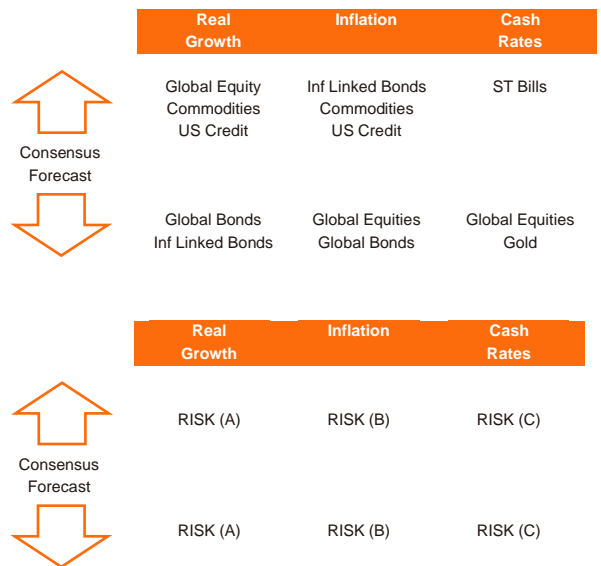 Real Growth
Inflation
Cash Rates
Global Equity
Commodities
US Credit
Inf Linked Bonds
Commodities
US Credit
ST Bills
Consensus
Forecast
Global Bonds
Inf Linked Bonds
Global Equities
Global Bonds
Global Equities
Gold
Real Growth
Inflation
Cash Rates
RISK (A)
RISK (B)
RISK (C)
Consensus
Forecast
RISK (A)
RISK (B)
RISK (C)